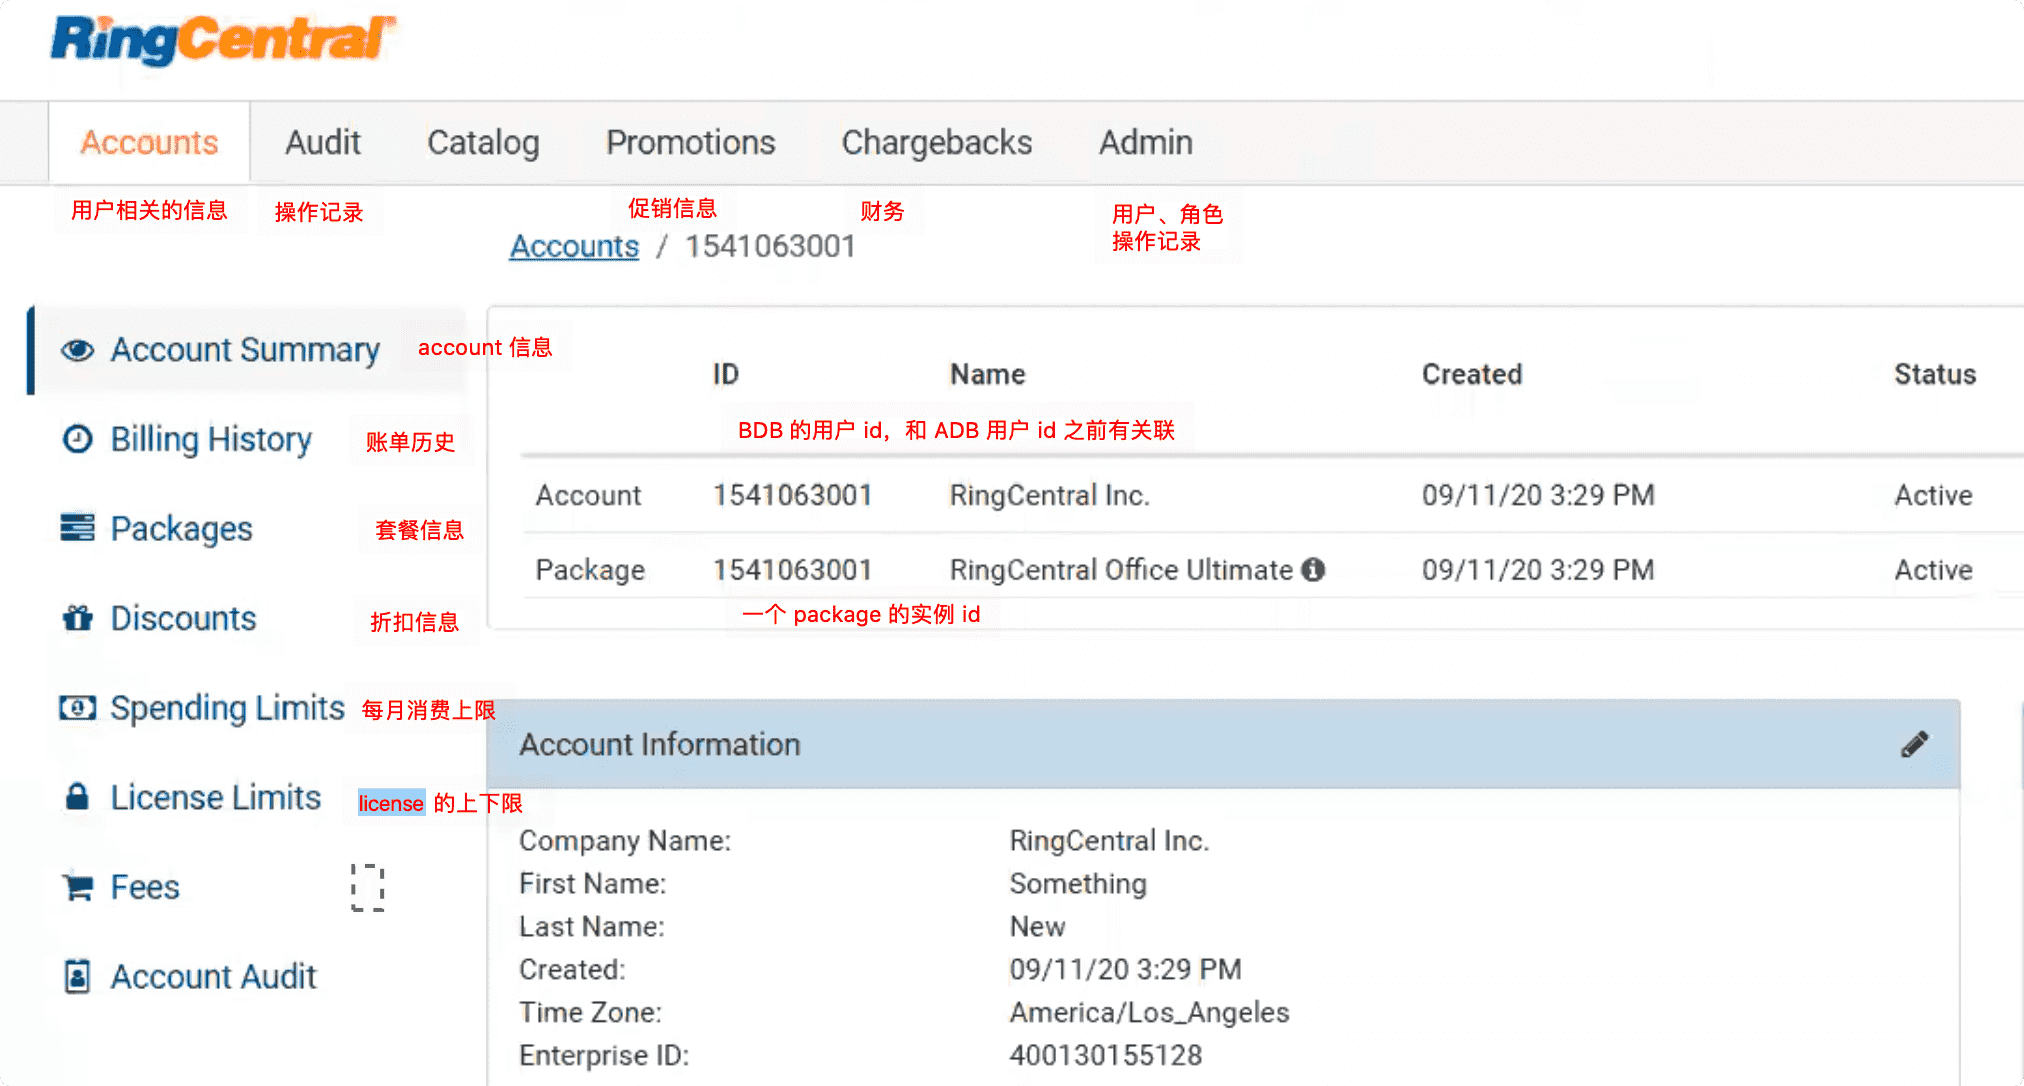 RingCentral
Accounts Audit Catalog Promotions Chargebacks Admin
用户相关的信息 操作记录 促销信息 财务 用户、角色
操作记录
Accounts / 1541063001
Account Summary account 信息
Billing History 账单历史
Packages 套餐信息
Discounts 折扣信息
Spending Limits 每月消费上限
License Limits license 的上下限
Fees
Account Audit
ID Name Created Status
BDB 的用户 id，和 ADB 用户 id 之前有关联
Account 1541063001 RingCentral Inc. 09/11/20 3:29 PM Active
Package 1541063001 RingCentral Office Ultimate 09/11/20 3:29 PM Active
一个 package 的实例 id
Account Information
Company Name: RingCentral Inc.
First Name: Something
Last Name: New
Created: 09/11/20 3:29 PM
Time Zone: America/Los_Angeles
Enterprise ID: 400130155128